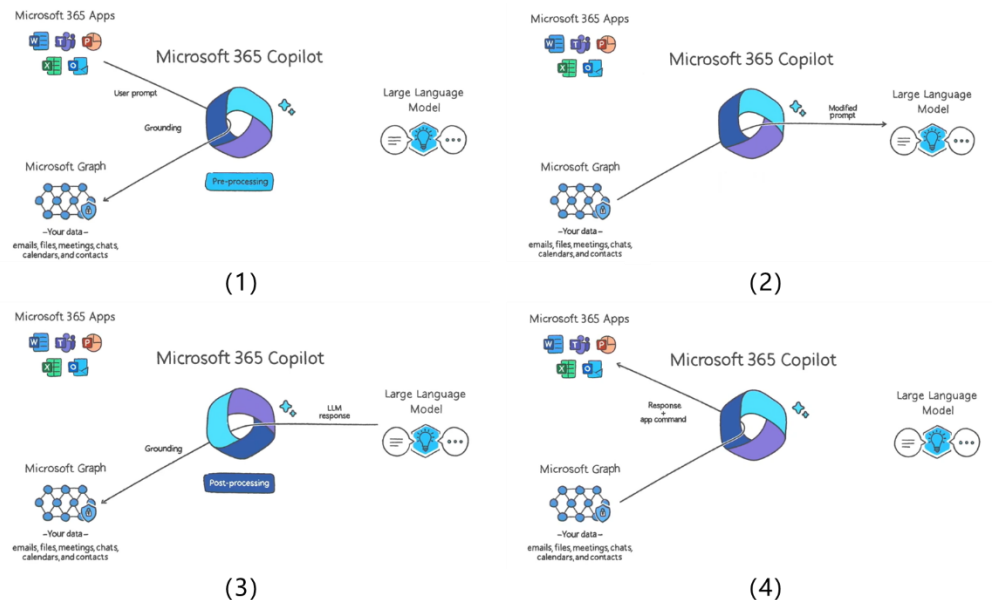 Microsoft 365 Apps
W
T
P
X
O
Microsoft 365 Copilot
User prompt
Grounding
Large Language
Model
Microsoft Graph
Pre-processing
–Your data–
emails, files, meetings, chats,
calendars, and contacts
(1)
Microsoft 365 Apps
W
T
P
X
O
Microsoft 365 Copilot
Large Language
Model
Modified
prompt
Microsoft Graph
–Your data–
emails, files, meetings, chats,
calendars, and contacts
(2)
Microsoft 365 Apps
W
T
P
X
O
Microsoft 365 Copilot
LLM
response
Large Language
Model
Grounding
Microsoft Graph
Post-processing
–Your data–
emails, files, meetings, chats,
calendars, and contacts
(3)
Microsoft 365 Apps
W
T
P
X
O
Microsoft 365 Copilot
Response
+
app command
Large Language
Model
Microsoft Graph
–Your data–
emails, files, meetings, chats,
calendars, and contacts
(4)